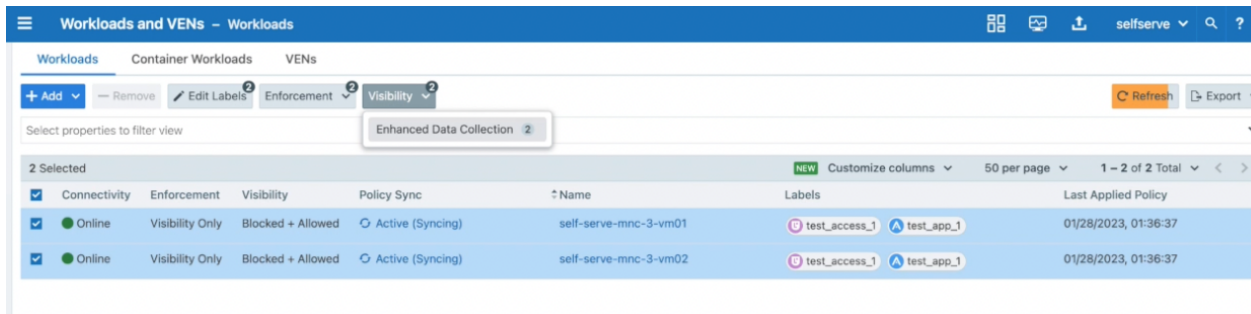 Workloads and VENs – Workloads
selfserve
?
Workloads Container Workloads VENs
+ Add – Remove Edit Labels 2 Enforcement 2 Visibility 2
Refresh Export
Enhanced Data Collection 2
Select properties to filter view
2 Selected NEW Customize columns 50 per page 1 – 2 of 2 Total
Connectivity Enforcement Visibility Policy Sync Name Labels Last Applied Policy
Online Visibility Only Blocked + Allowed Active (Syncing) self-serve-mnc-3-vm01 test_access_1 A test_app_1 01/28/2023, 01:36:37
Online Visibility Only Blocked + Allowed Active (Syncing) self-serve-mnc-3-vm02 test_access_1 A test_app_1 01/28/2023, 01:36:37